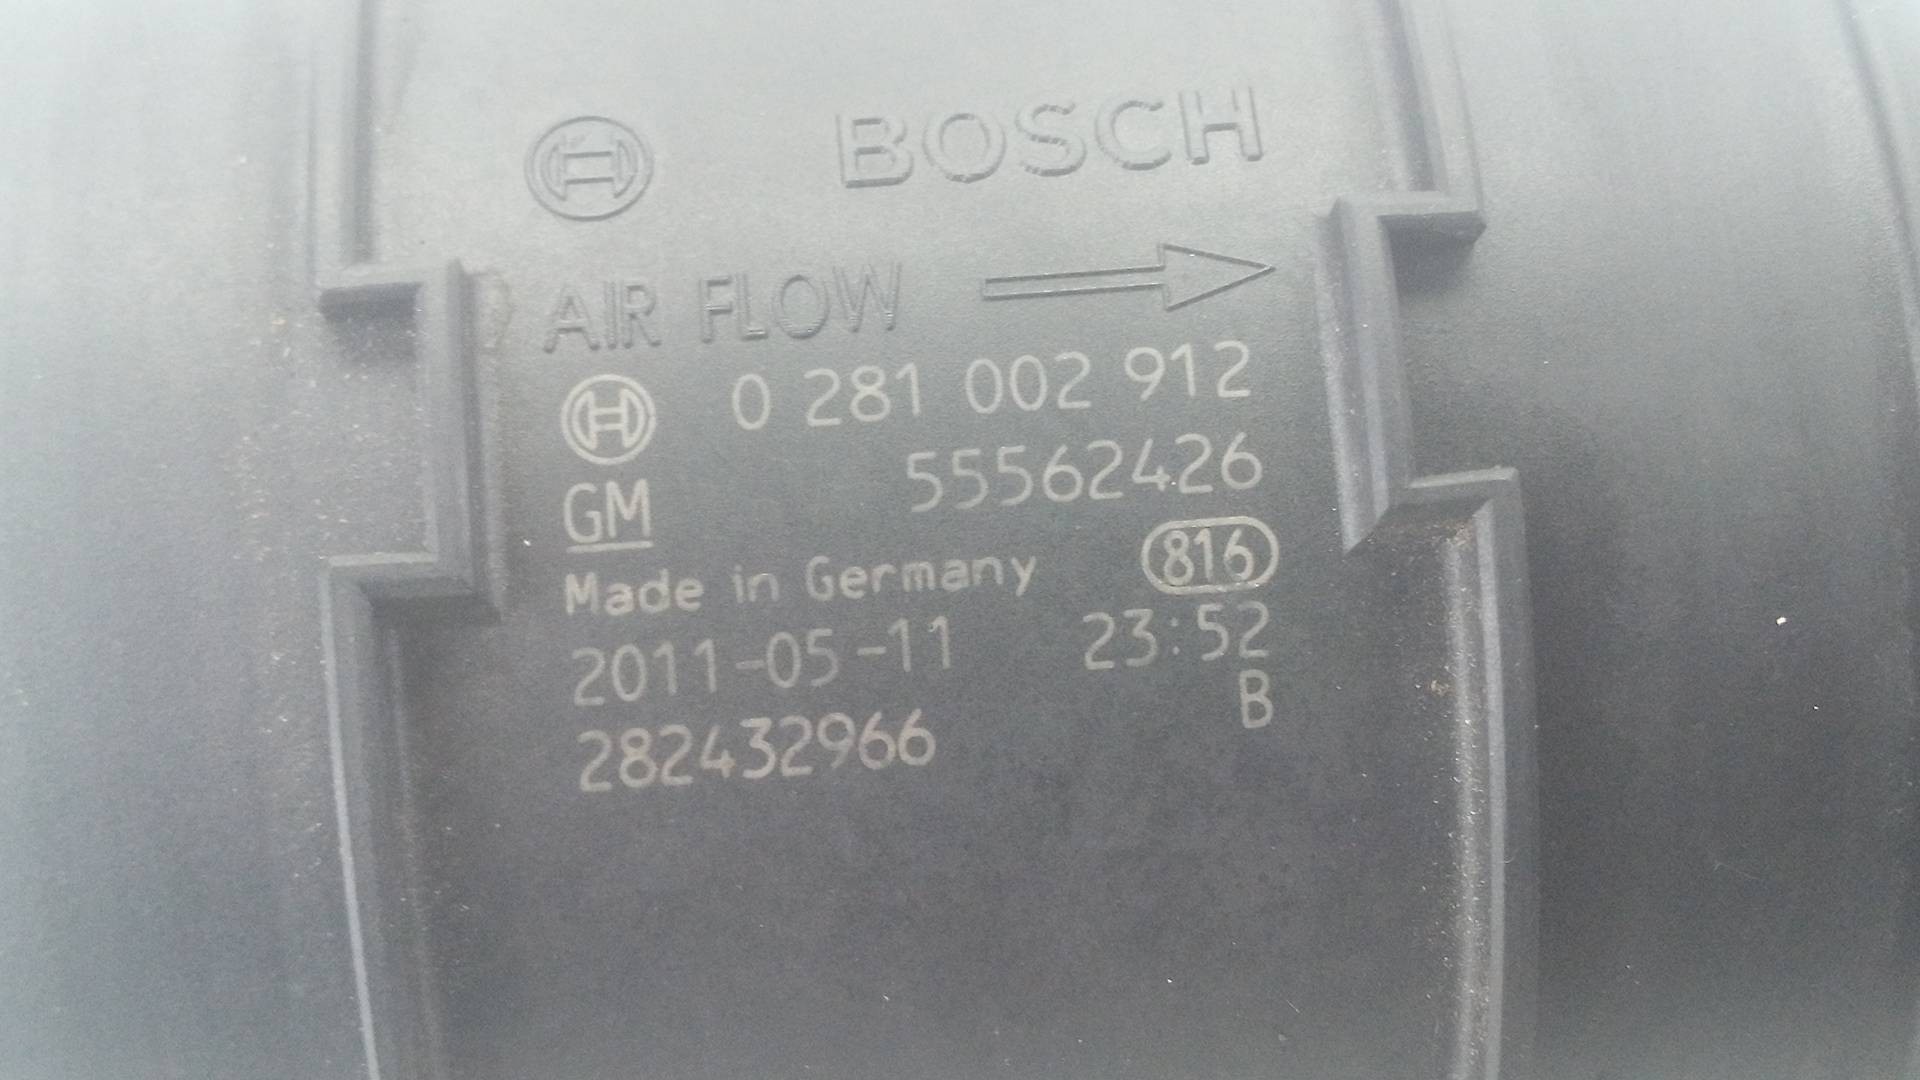 BOSCH
AIR FLOW
0 281 002 912
GM 55562426
Made in Germany 816
2011-05-11 23:52
B
282432966